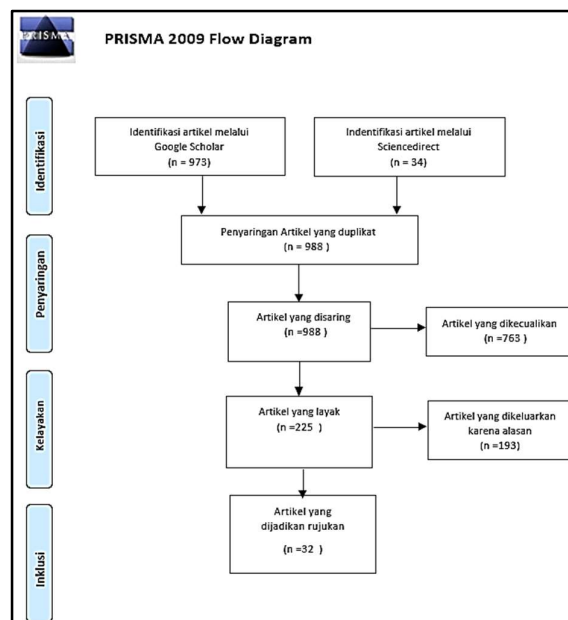 PRISMA
PRISMA 2009 Flow Diagram
Identifikasi
Identifikasi artikel melalui
Google Scholar
(n = 973)
Indentifikasi artikel melalui
Sciencedirect
(n = 34)
Penyaringan Artikel yang duplikat
(n = 988 )
Penyaringan
Artikel yang disaring
(n =988 )
Artikel yang dikecualikan
(n =763 )
Kelayakan
Artikel yang layak
(n =225 )
Artikel yang dikeluarkan
karena alasan
(n =193)
Inklusi
Artikel yang
dijadikan rujukan
(n =32 )